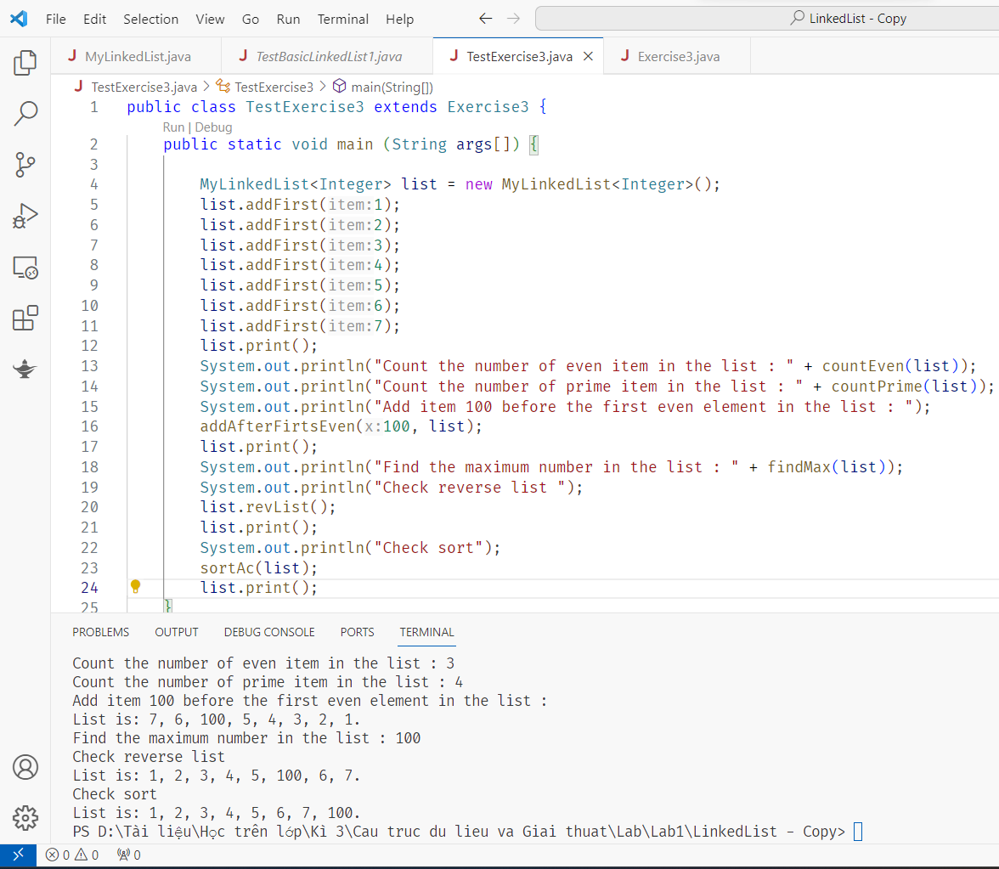 File Edit Selection View Go Run Terminal Help LinkedList - Copy
MyLinkedList.java TestBasicLinkedList1.java TestExercise3.java Exercise3.java
TestExercise3.java > TestExercise3 > main(String[])
1 public class TestExercise3 extends Exercise3 {
Run | Debug
2 public static void main (String args[]) {
3
4 MyLinkedList<Integer> list = new MyLinkedList<Integer>();
5 list.addFirst(item:1);
6 list.addFirst(item:2);
7 list.addFirst(item:3);
8 list.addFirst(item:4);
9 list.addFirst(item:5);
10 list.addFirst(item:6);
11 list.addFirst(item:7);
12 list.print();
13 System.out.println("Count the number of even item in the list : " + countEven(list));
14 System.out.println("Count the number of prime item in the list : " + countPrime(list));
15 System.out.println("Add item 100 before the first even element in the list : ");
16 addAfterFirtsEven(x:100, list);
17 list.print();
18 System.out.println("Find the maximum number in the list : " + findMax(list));
19 System.out.println("Check reverse list ");
20 list.revList();
21 list.print();
22 System.out.println("Check sort");
23 sortAc(list);
24 list.print();
25 }
PROBLEMS OUTPUT DEBUG CONSOLE PORTS TERMINAL
Count the number of even item in the list : 3
Count the number of prime item in the list : 4
Add item 100 before the first even element in the list :
List is: 7, 6, 100, 5, 4, 3, 2, 1.
Find the maximum number in the list : 100
Check reverse list
List is: 1, 2, 3, 4, 5, 100, 6, 7.
Check sort
List is: 1, 2, 3, 4, 5, 6, 7, 100.
PS D:\Tài liệu\Học trên lớp\Kì 3\Cau truc du lieu va Giai thuat\Lab\Lab1\LinkedList - Copy>
0 0 0